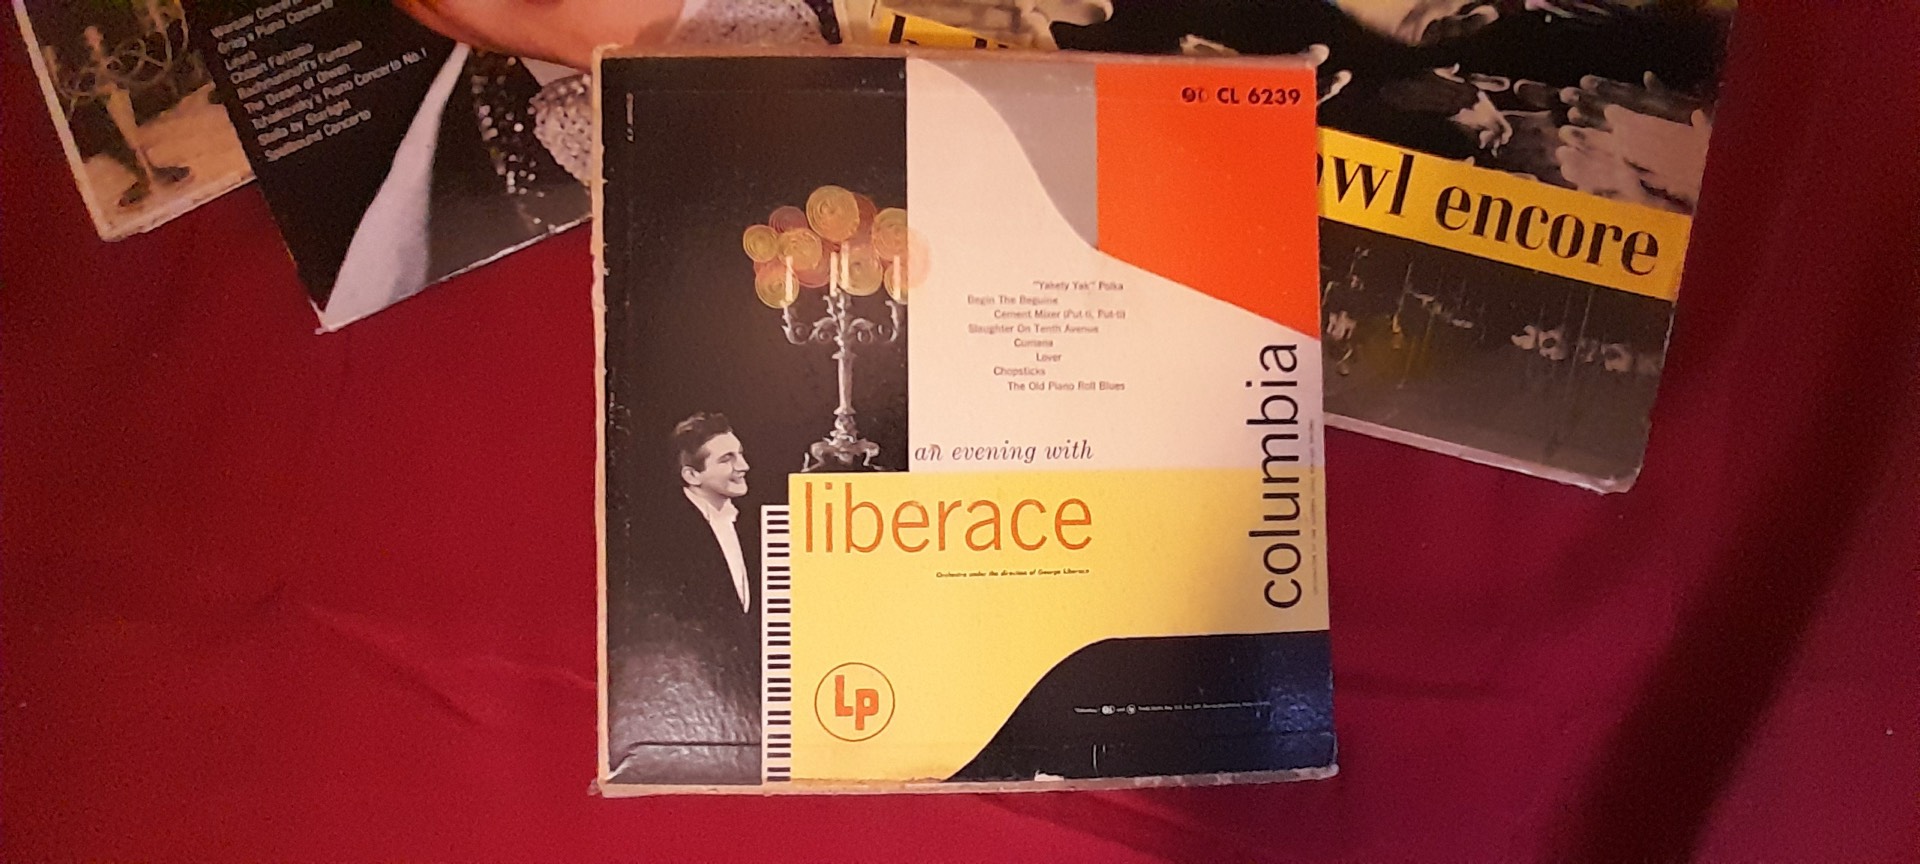 Warsaw Concerto
Grieg's Piano Concerto
Laura
Chopin Fantasia
Rachmaninoff's Fantasia
The Dream of Olwen
Tchaikovsky's Piano Concerto No. 1
Stella by Starlight
Spellbound Concerto
CL 6239
"Yakety Yak" Polka
Begin The Beguine
Cement Mixer (Put-ti, Put-ti)
Slaughter On Tenth Avenue
Cumana
Lover
Chopsticks
The Old Piano Roll Blues
an evening with
liberace
Orchestra under the direction of George Liberace
columbia
Lp
owl encore